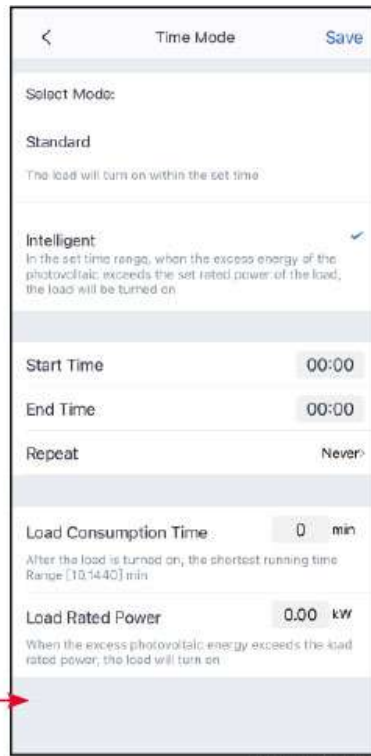 Time Mode Save
Select Mode:
Standard
The load will turn on within the set time
Intelligent
In the set time range, when the excess energy of the
photovoltaic exceeds the set rated power of the load,
the load will be turned on
Start Time 00:00
End Time 00:00
Repeat Never
Load Consumption Time 0 min
After the load is turned on, the shortest running time
Range [10,1440] min
Load Rated Power 0.00 kW
When the excess photovoltaic energy exceeds the load
rated power, the load will turn on